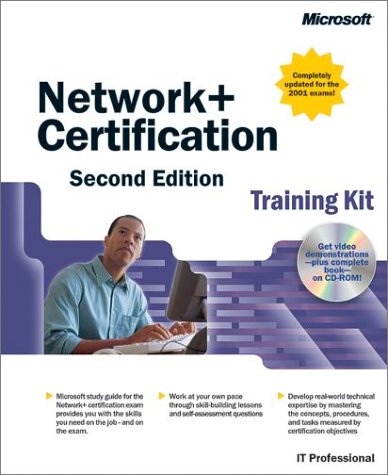 Microsoft®
Completely
updated for the
2001 exams!
Network+
Certification
Second Edition
Training Kit
Get video
demonstrations
—plus complete
book—
on CD-ROM!
Microsoft study guide for the
Network+ certification exam
provides you with the skills
you need on the job - and on
the exam.
Work at your own pace
through skill-building lessons
and self-assessment questions
Develop real-world technical
expertise by mastering
the concepts, procedures,
and tasks measured by
certification objectives
IT Professional